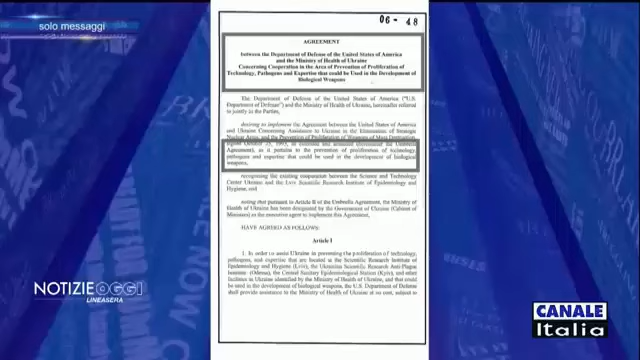 solo messaggi
06 - 48
AGREEMENT
between the Department of Defense of the United States of America
and the Ministry of Health of Ukraine
Concerning Cooperation in the Area of Prevention of Proliferation of
Technology, Pathogens and Expertise that could be Used in the Development of
Biological Weapons
The Department of Defense of the United States of America ("U.S.
Department of Defense") and the Ministry of Health of Ukraine, hereinafter referred
to jointly as the Parties,
desiring to implement the Agreement between the United States of America
and Ukraine Concerning Assistance to Ukraine in the Elimination of Strategic
Nuclear Arms, and the Prevention of Proliferation of Weapons of Mass Destruction
signed October 25, 1993, as extended and amended (hereinafter the Umbrella
Agreement), as it pertains to the prevention of proliferation of technology,
pathogens and expertise that could be used in the development of biological
weapons,
recognizing the existing cooperation between the Science and Technology
Center Ukraine and the Lviv Scientific Research Institute of Epidemiology and
Hygiene, and
noting that pursuant to Article II of the Umbrella Agreement, the Ministry of
Health of Ukraine has been designated by the Government of Ukraine (Cabinet of
Ministers) as the executive agent to implement this Agreement,
HAVE AGREED AS FOLLOWS:
Article I
1. In order to assist Ukraine in preventing the proliferation of technology,
pathogens, and expertise that are located at the Scientific Research Institute of
Epidemiology and Hygiene (Lviv), the Ukrainian Scientific Research Anti-Plague
Institute (Odessa), the Central Sanitary Epidemiological Station (Kyiv), and other
facilities in Ukraine identified by the Ministry of Health of Ukraine, and that could
be used in the development of biological weapons, the U.S. Department of Defense
shall provide assistance to the Ministry of Health of Ukraine at no cost, subject to
NOTIZIE OGGI
LINEASERA
CANALE
Italia